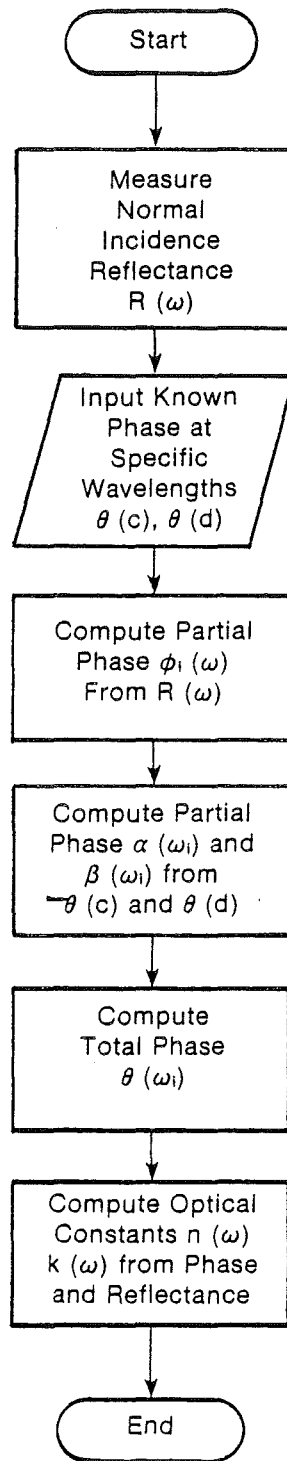 Start
Measure
Normal
Incidence
Reflectance
R (ω)
Input Known
Phase at
Specific
Wavelengths
θ (c), θ (d)
Compute Partial
Phase ϕᵢ (ω)
From R (ω)
Compute Partial
Phase α (ωᵢ) and
β (ωᵢ) from
θ (c) and θ (d)
Compute
Total Phase
θ (ωᵢ)
Compute Optical
Constants n (ω)
k (ω) from Phase
and Reflectance
End